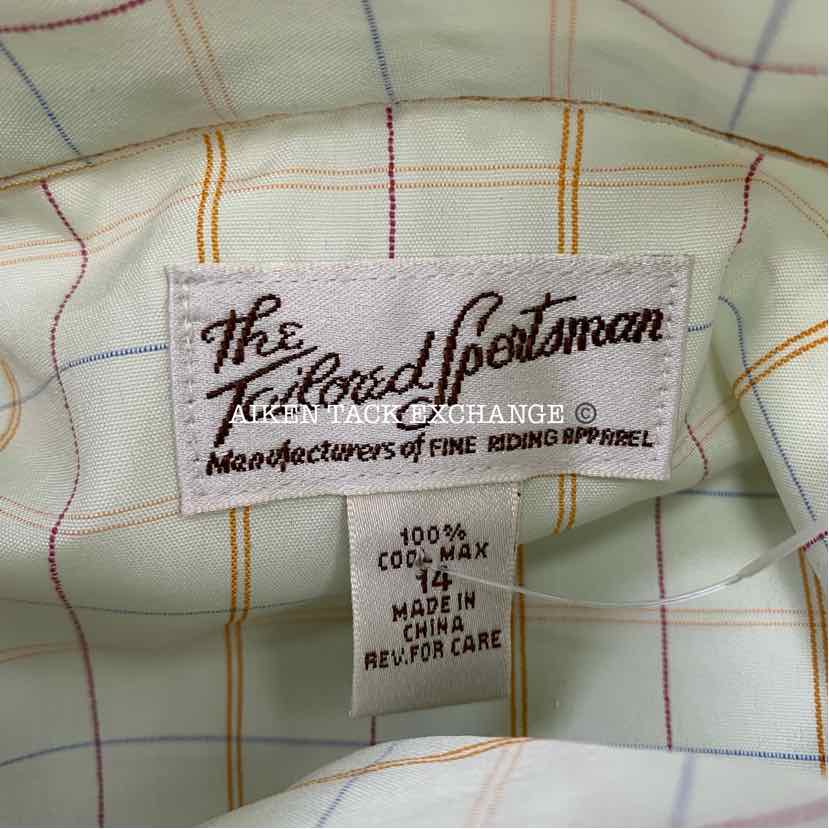 The
Tailored Sportsman
AIKEN TACK EXCHANGE ©
Manufacturers of FINE RIDING APPAREL
100%
COOL MAX
14
MADE IN
CHINA
REV. FOR CARE